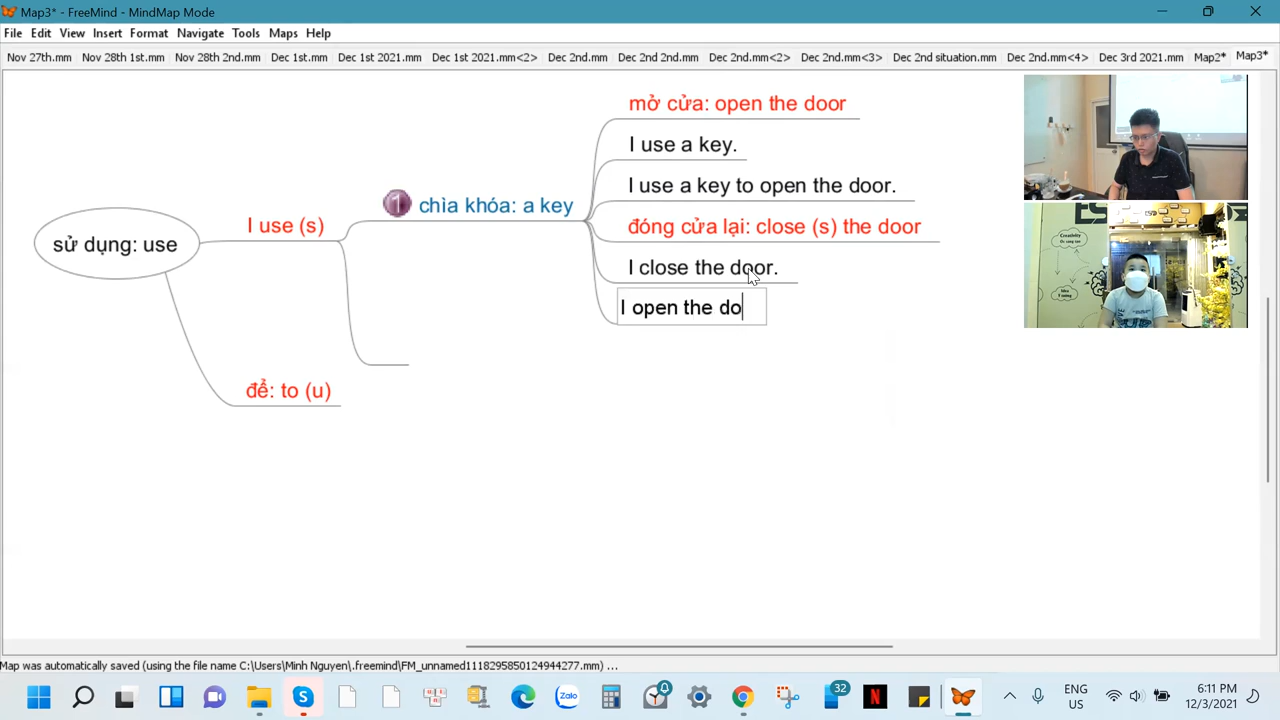 Map3* - FreeMind - MindMap Mode
File Edit View Insert Format Navigate Tools Maps Help
Nov 27th.mm Nov 28th 1st.mm Nov 28th 2nd.mm Dec 1st.mm Dec 1st 2021.mm Dec 1st 2021.mm<2> Dec 2nd.mm Dec 2nd 2nd.mm Dec 2nd.mm<2> Dec 2nd.mm<3> Dec 2nd situation.mm Dec 2nd.mm<4> Dec 3rd 2021.mm Map2* Map3*
mở cửa: open the door
I use a key.
I use a key to open the door.
chìa khóa: a key
I use (s)
đóng cửa lại: close (s) the door
sử dụng: use
I close the door.
I open the do
để: to (u)
Creativity
Map was automatically saved (using the file name C:\Users\Minh Nguyen\.freemind\FM_unnamed1118295850124944277.mm) ...
Zalo
32
N
ENG
US
6:11 PM
12/3/2021